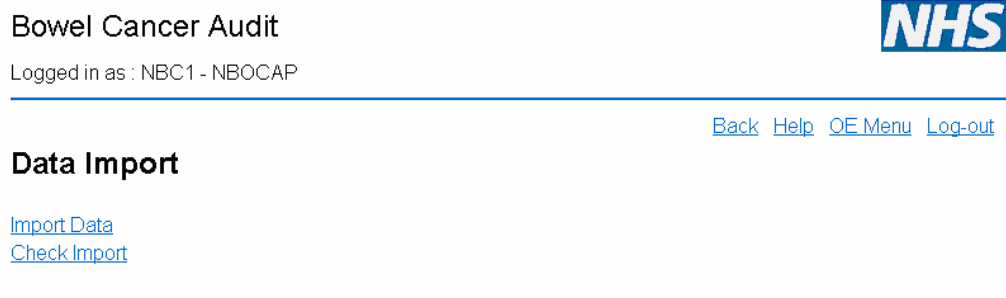 Bowel Cancer Audit
NHS
Logged in as : NBC1 - NBOCAP
Back Help OE Menu Log-out
Data Import
Import Data
Check Import